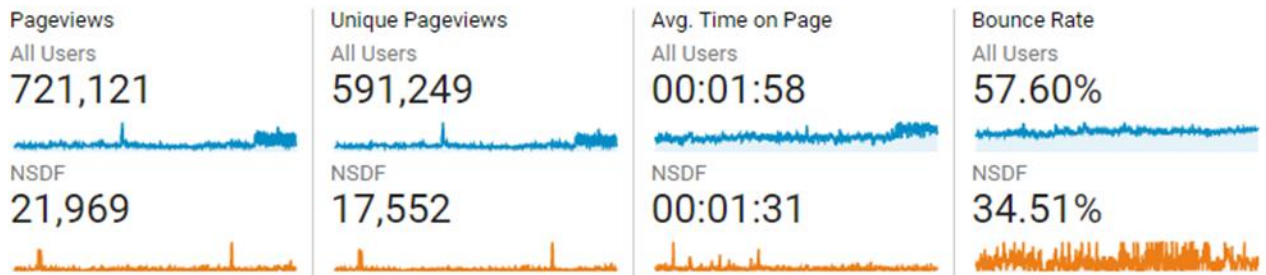 Pageviews
All Users
721,121
NSDF
21,969
Unique Pageviews
All Users
591,249
NSDF
17,552
Avg. Time on Page
All Users
00:01:58
NSDF
00:01:31
Bounce Rate
All Users
57.60%
NSDF
34.51%